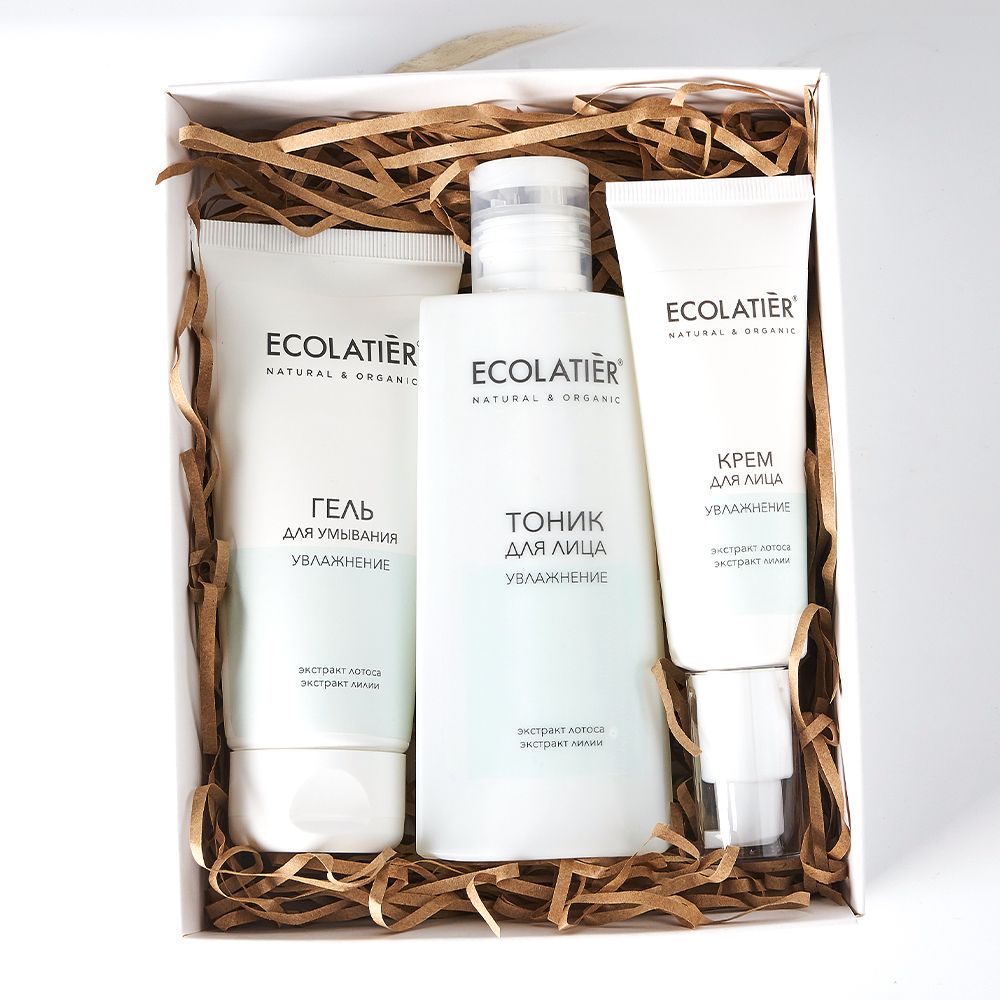 ECOLATIÈR®
NATURAL & ORGANIC
ГЕЛЬ
ДЛЯ УМЫВАНИЯ
УВЛАЖНЕНИЕ
экстракт лотоса
экстракт лилии
ECOLATIÈR®
NATURAL & ORGANIC
ТОНИК
ДЛЯ ЛИЦА
УВЛАЖНЕНИЕ
экстракт лотоса
экстракт лилии
ECOLATIÈR®
NATURAL & ORGANIC
КРЕМ
ДЛЯ ЛИЦА
УВЛАЖНЕНИЕ
экстракт лотоса
экстракт лилии